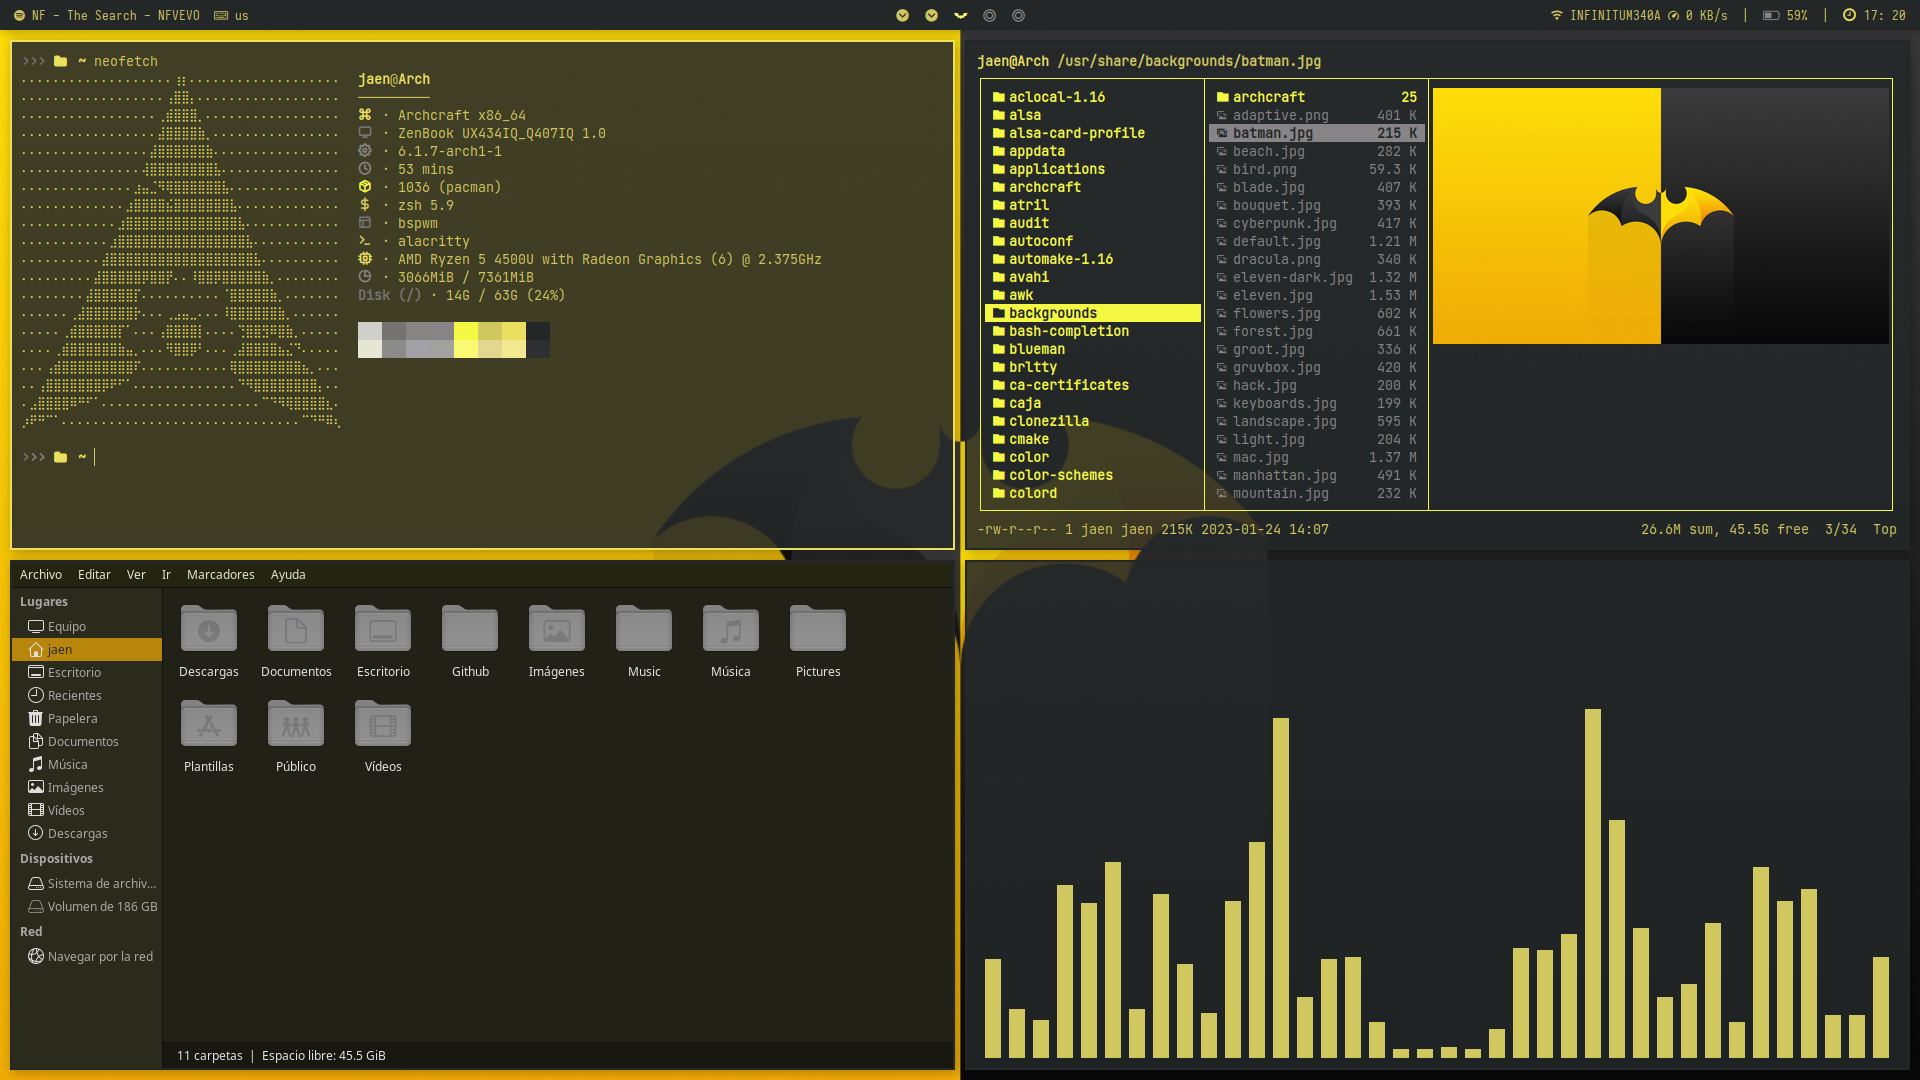 NF - The Search - NFVEVO us
INFINITUM340A 0 KB/s | 59% | 17: 20
>>> ~ neofetch
jaen@Arch
· Archcraft x86_64
· ZenBook UX434IQ_Q407IQ 1.0
· 6.1.7-arch1-1
· 53 mins
· 1036 (pacman)
$ · zsh 5.9
· bspwm
· alacritty
· AMD Ryzen 5 4500U with Radeon Graphics (6) @ 2.375GHz
· 3066MiB / 7361MiB
Disk (/) · 14G / 63G (24%)
>>> ~
jaen@Arch /usr/share/backgrounds/batman.jpg
aclocal-1.16
alsa
alsa-card-profile
appdata
applications
archcraft
atril
audit
autoconf
automake-1.16
avahi
awk
backgrounds
bash-completion
blueman
brltty
ca-certificates
caja
clonezilla
cmake
color
color-schemes
colord
archcraft 25
adaptive.png 401 K
batman.jpg 215 K
beach.jpg 282 K
bird.png 59.3 K
blade.jpg 407 K
bouquet.jpg 393 K
cyberpunk.jpg 417 K
default.jpg 1.21 M
dracula.png 340 K
eleven-dark.jpg 1.32 M
eleven.jpg 1.53 M
flowers.jpg 602 K
forest.jpg 661 K
groot.jpg 336 K
gruvbox.jpg 420 K
hack.jpg 200 K
keyboards.jpg 199 K
landscape.jpg 595 K
light.jpg 204 K
mac.jpg 1.37 M
manhattan.jpg 491 K
mountain.jpg 232 K
-rw-r--r-- 1 jaen jaen 215K 2023-01-24 14:07 26.6M sum, 45.5G free 3/34 Top
Archivo Editar Ver Ir Marcadores Ayuda
Lugares
Equipo
jaen
Escritorio
Recientes
Papelera
Documentos
Música
Imágenes
Vídeos
Descargas
Dispositivos
Sistema de archiv...
Volumen de 186 GB
Red
Navegar por la red
Descargas Documentos Escritorio Github Imágenes Music Música Pictures
Plantillas Público Vídeos
11 carpetas | Espacio libre: 45.5 GiB